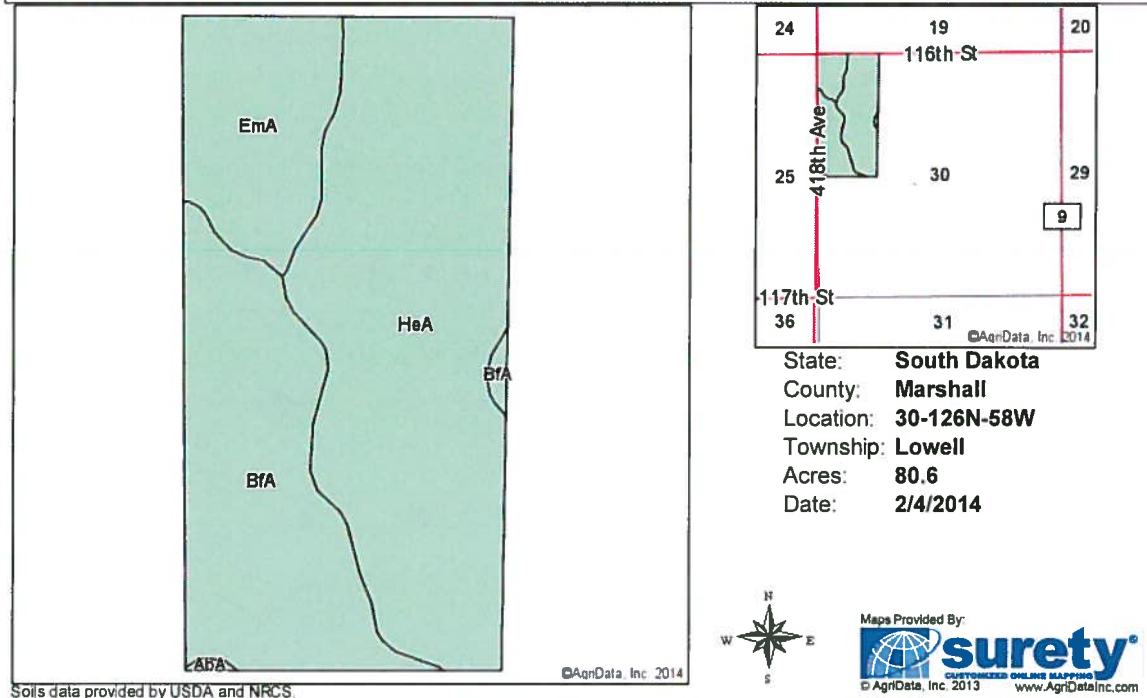 EmA
HeA
BfA
BfA
AbA
©AgriData, Inc. 2014
Soils data provided by USDA and NRCS.
24
19
20
116th St
418th Ave
25
30
29
9
117th St
36
31
32
©AgriData, Inc. 2014
State: South Dakota
County: Marshall
Location: 30-126N-58W
Township: Lowell
Acres: 80.6
Date: 2/4/2014
N
W
E
S
Maps Provided By:
surety®
CUSTOMIZED ONLINE MAPPING
© AgriData, Inc. 2013
www.AgriDataInc.com